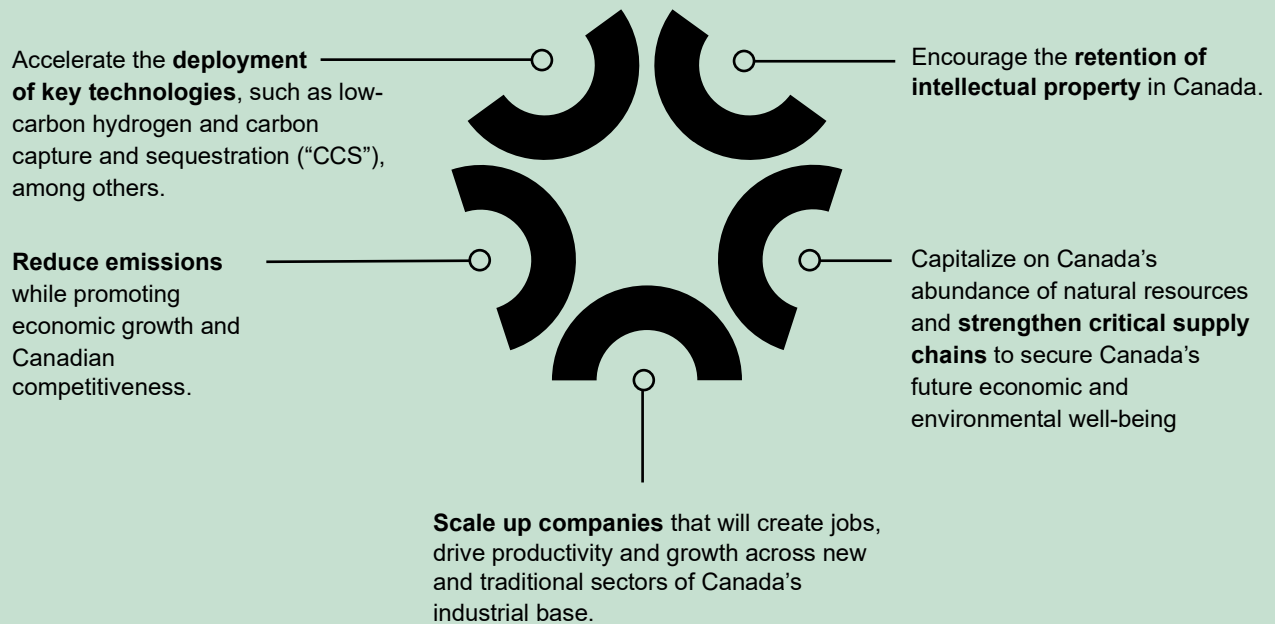 Accelerate the deployment
of key technologies, such as low-
carbon hydrogen and carbon
capture and sequestration (“CCS”),
among others.
Encourage the retention of
intellectual property in Canada.
Reduce emissions
while promoting
economic growth and
Canadian
competitiveness.
Capitalize on Canada’s
abundance of natural resources
and strengthen critical supply
chains to secure Canada’s
future economic and
environmental well-being
Scale up companies that will create jobs,
drive productivity and growth across new
and traditional sectors of Canada’s
industrial base.